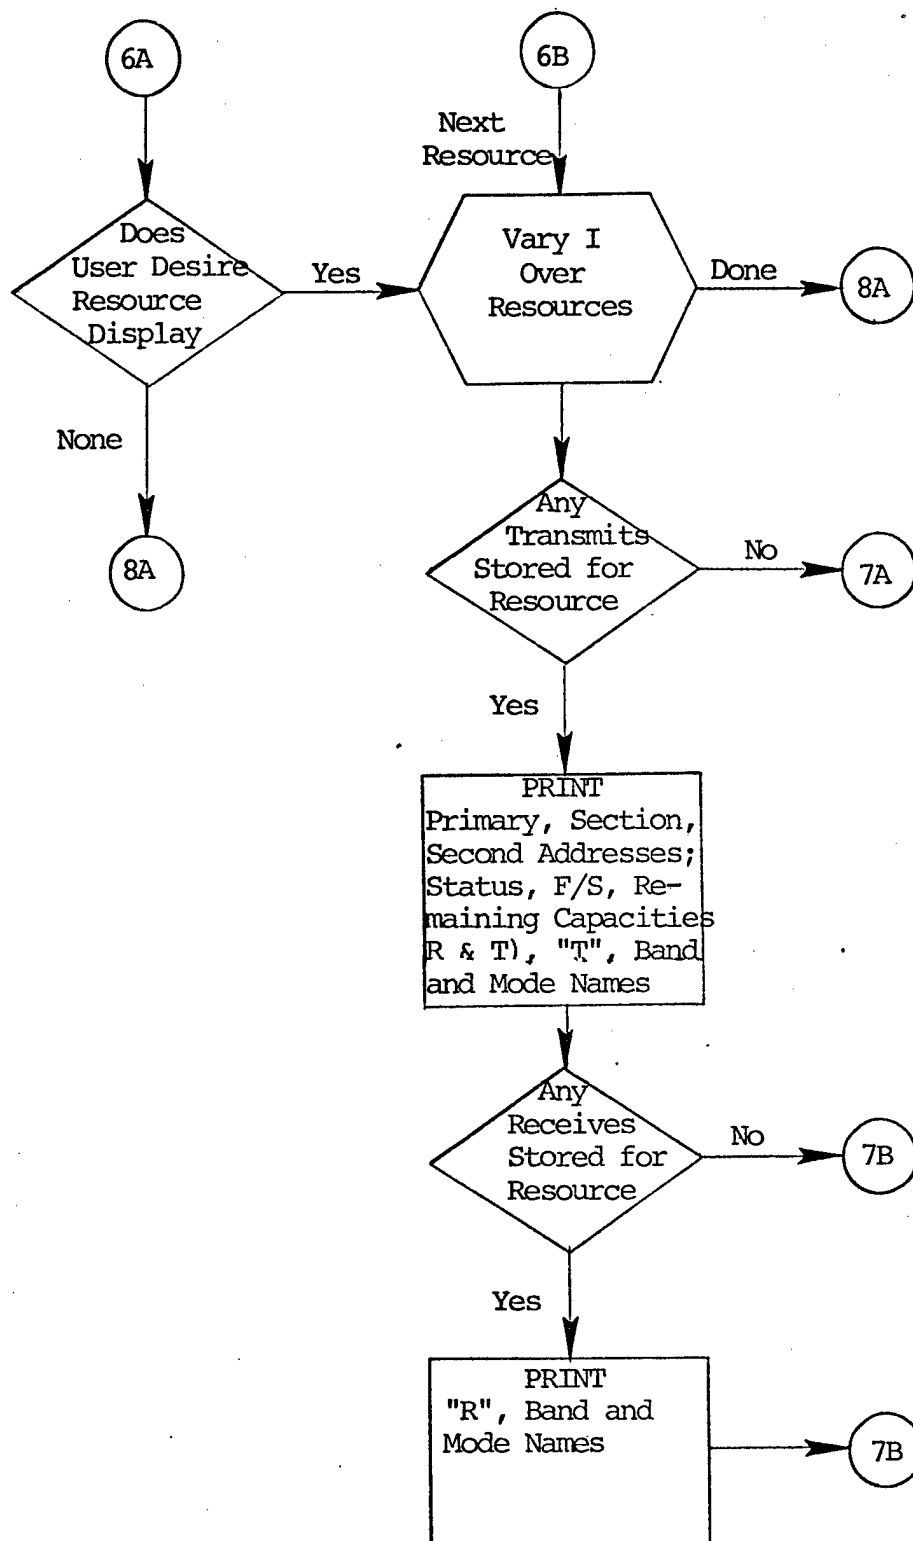 6A
6B
Next
Resource
Does
User Desire
Resource
Display
Yes
Vary I
Over
Resources
Done
8A
None
8A
Any
Transmits
Stored for
Resource
No
7A
Yes
PRINT
Primary, Section,
Second Addresses;
Status, F/S, Re-
maining Capacities
R & T), "T", Band
and Mode Names
Any
Receives
Stored for
Resource
No
7B
Yes
PRINT
"R", Band and
Mode Names
7B